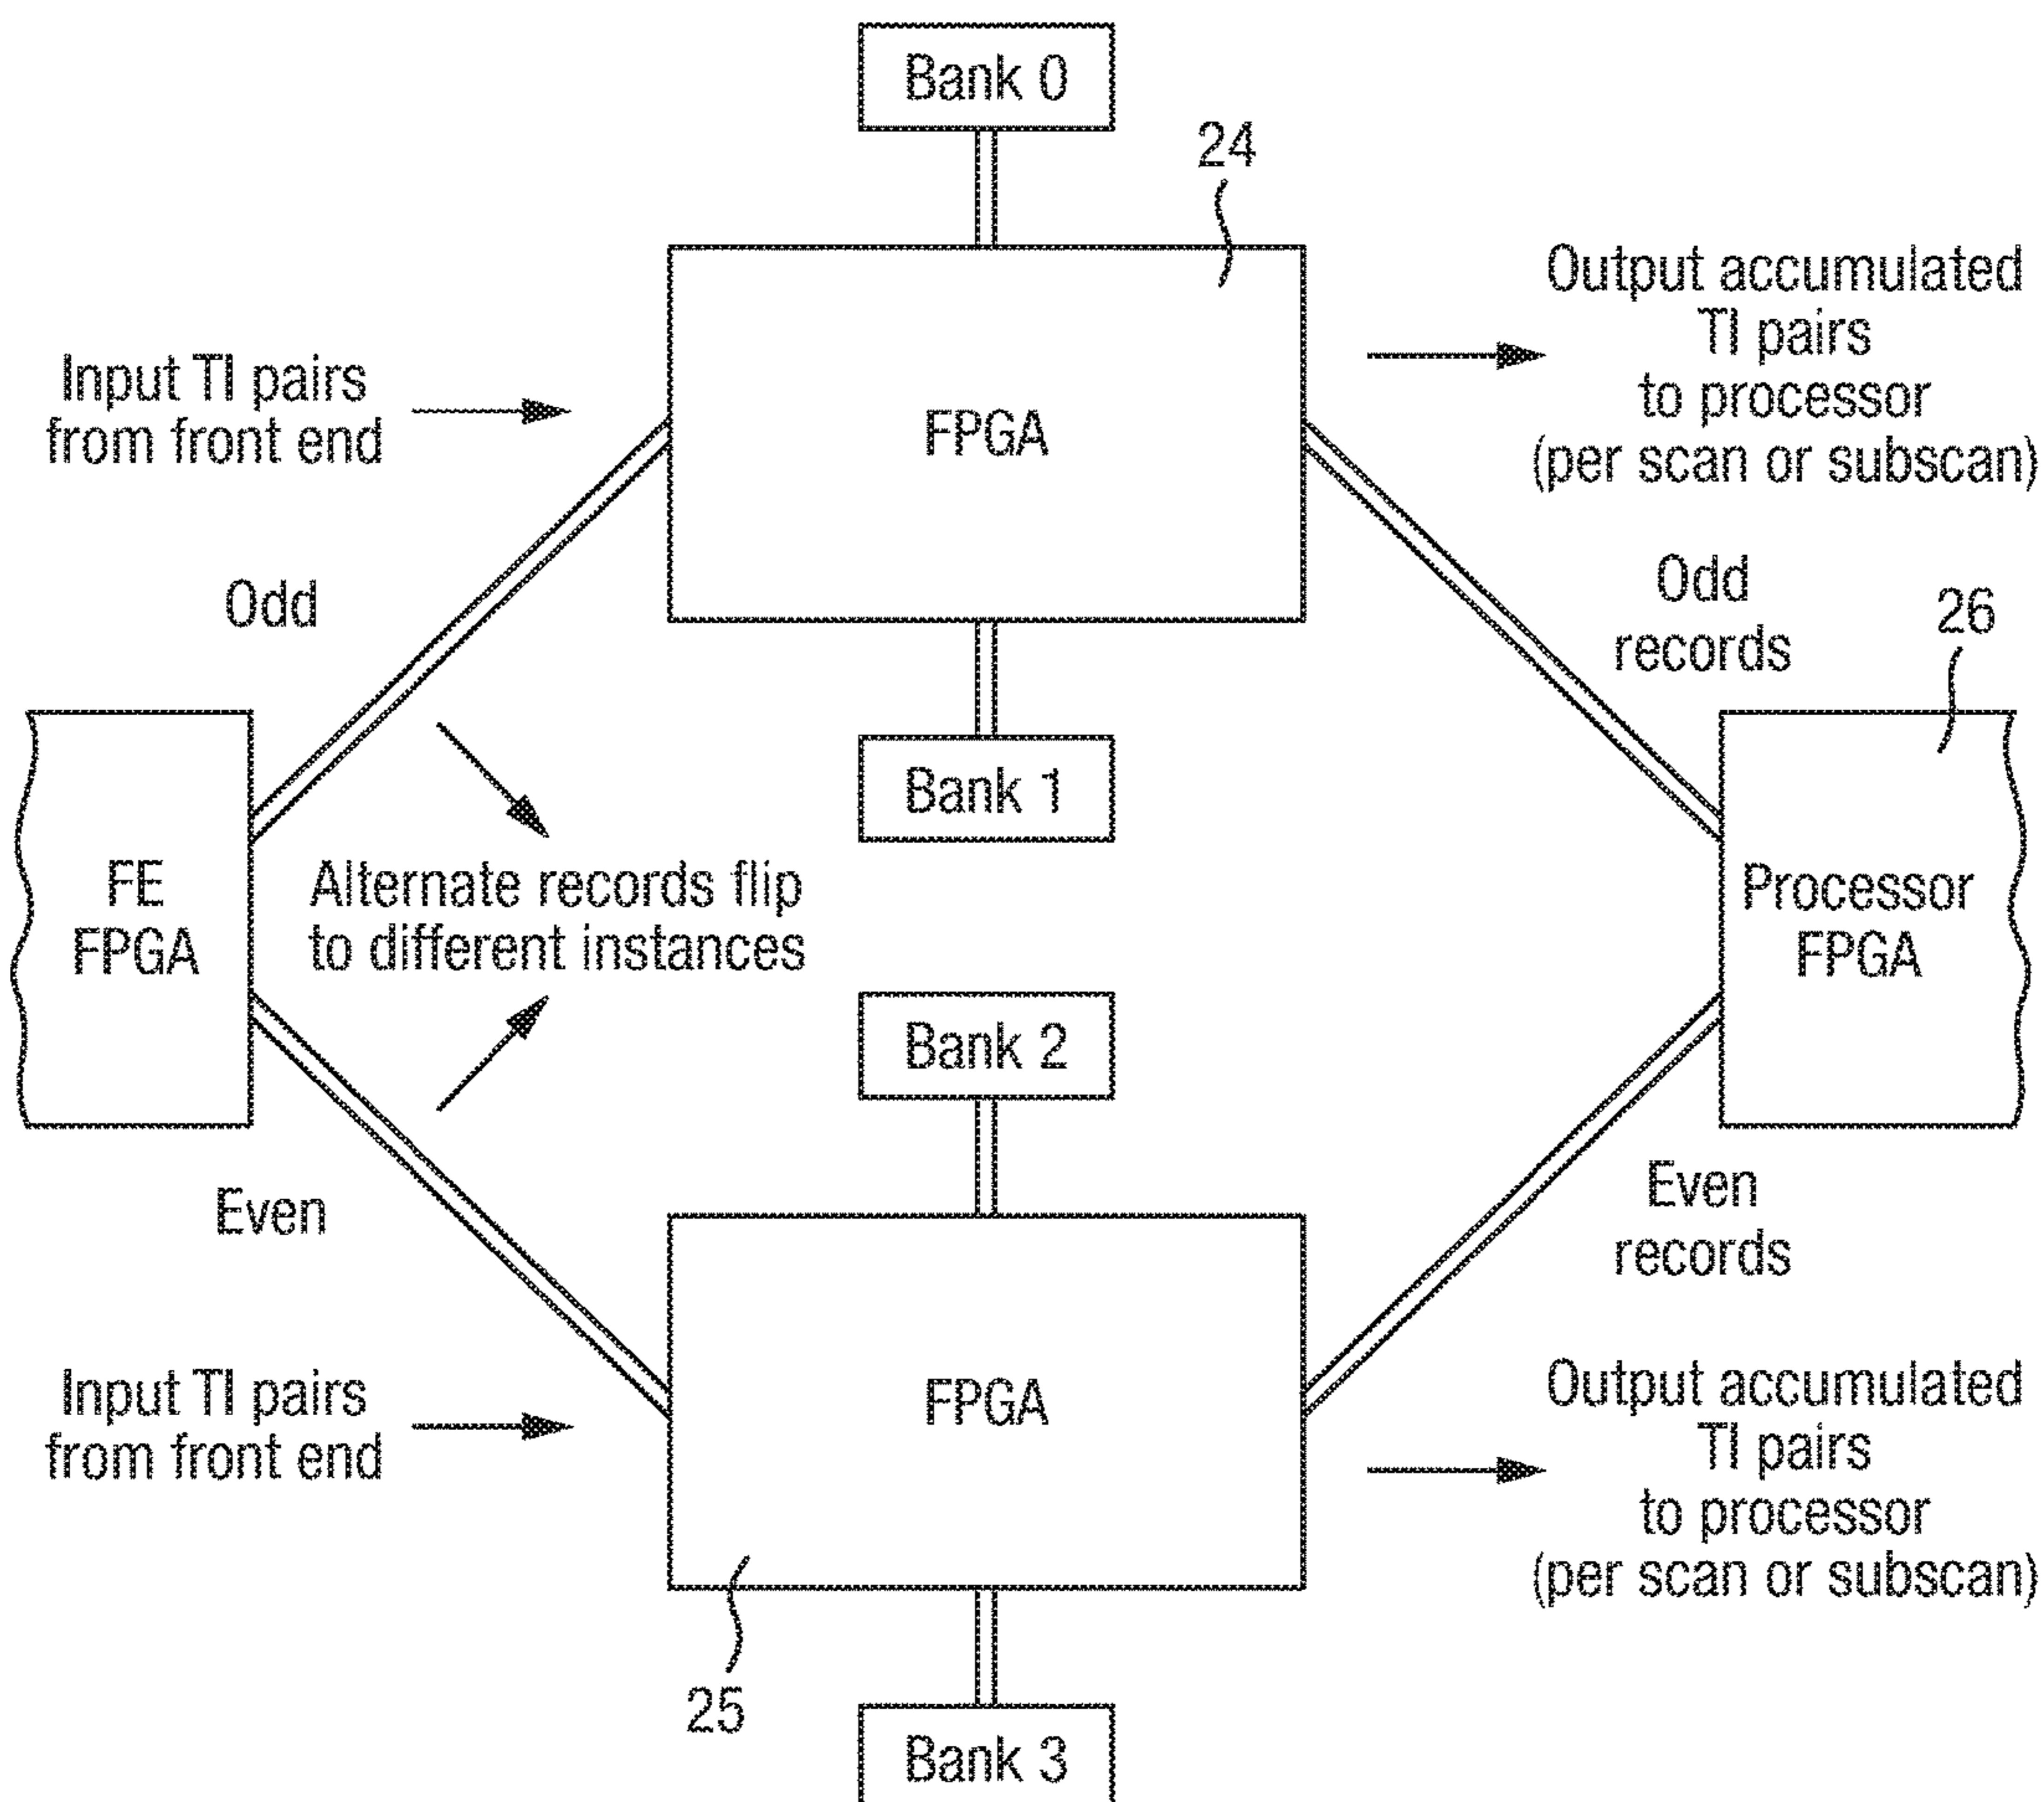 Bank 0
24
Output accumulated
TI pairs
to processor
(per scan or subscan)
Input TI pairs
from front end
FPGA
Odd
Odd
records
26
Bank 1
FE
FPGA
Alternate records flip
to different instances
Processor
FPGA
Bank 2
Even
Even
records
Input TI pairs
from front end
FPGA
Output accumulated
TI pairs
to processor
(per scan or subscan)
25
Bank 3